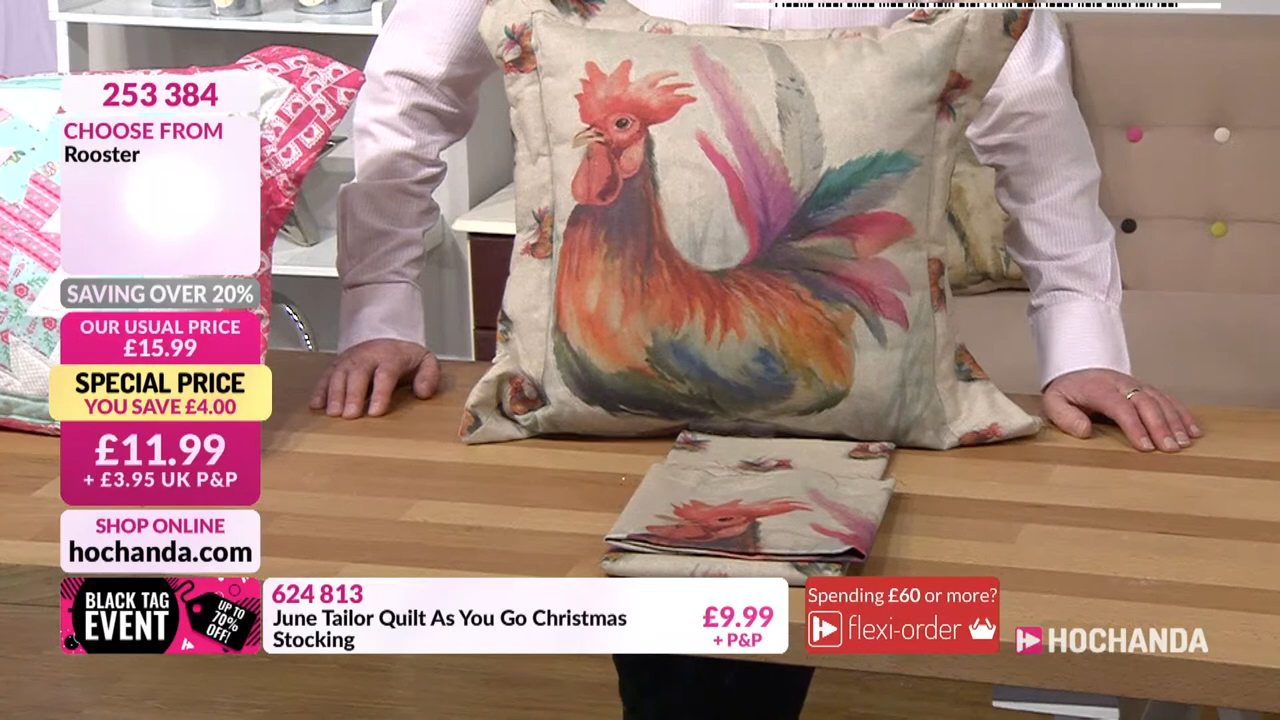 253 384
CHOOSE FROM
Rooster
SAVING OVER 20%
OUR USUAL PRICE
£15.99
SPECIAL PRICE
YOU SAVE £4.00
£11.99
+ £3.95 UK P&P
SHOP ONLINE
hochanda.com
BLACK TAG
EVENT
UP TO
70%
OFF!
624 813
June Tailor Quilt As You Go Christmas
Stocking
£9.99
+ P&P
Spending £60 or more?
flexi-order
HOCHANDA